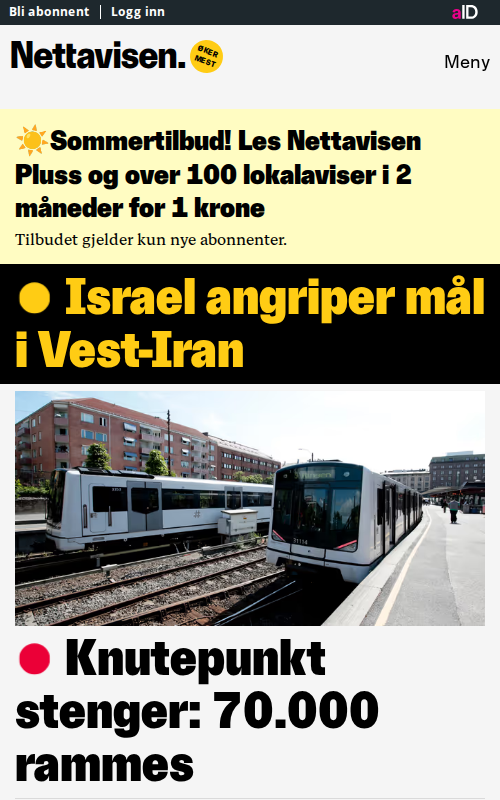 Bli abonnent
Logg inn
aID
Nettavisen.
ØKER
MEST
Meny
Sommertilbud! Les Nettavisen
Pluss og over 100 lokalaviser i 2
måneder for 1 krone
Tilbudet gjelder kun nye abonnenter.
Israel angriper mål
i Vest-Iran
Knutepunkt
stenger: 70.000
rammes